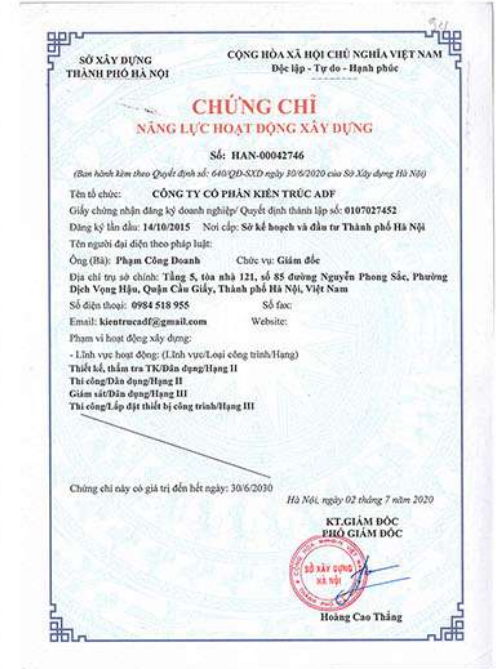 SỞ XÂY DỰNG
THÀNH PHỐ HÀ NỘI
CỘNG HÒA XÃ HỘI CHỦ NGHĨA VIỆT NAM
Độc lập - Tự do - Hạnh phúc
CHỨNG CHỈ
NĂNG LỰC HOẠT ĐỘNG XÂY DỰNG
Số: HAN-00042746
(Ban hành kèm theo Quyết định số: 640/QĐ-SXD ngày 30/6/2020 của Sở Xây dựng Hà Nội)
Tên tổ chức: CÔNG TY CỔ PHẦN KIẾN TRÚC ADF
Giấy chứng nhận đăng ký doanh nghiệp/ Quyết định thành lập số: 0107027452
Đăng ký lần đầu: 14/10/2015 Nơi cấp: Sở kế hoạch và đầu tư Thành phố Hà Nội
Tên người đại diện theo pháp luật:
Ông (Bà): Phạm Công Doanh Chức vụ: Giám đốc
Địa chỉ trụ sở chính: Tầng 5, tòa nhà 121, số 85 đường Nguyễn Phong Sắc, Phường
Dịch Vọng Hậu, Quận Cầu Giấy, Thành phố Hà Nội, Việt Nam
Số điện thoại: 0984 518 955 Số fax:
Email: kientrucadf@gmail.com Website:
Phạm vi hoạt động xây dựng:
- Lĩnh vực hoạt động: (Lĩnh vực/Loại công trình/Hạng)
Thiết kế, thẩm tra TK/Dân dụng/Hạng II
Thi công/Dân dụng/Hạng II
Giám sát/Dân dụng/Hạng III
Thi công/Lắp đặt thiết bị công trình/Hạng III
Chứng chỉ này có giá trị đến hết ngày: 30/6/2030
Hà Nội, ngày 02 tháng 7 năm 2020
KT.GIÁM ĐỐC
PHÓ GIÁM ĐỐC
SỞ XÂY DỰNG
HÀ NỘI
Hoàng Cao Thắng